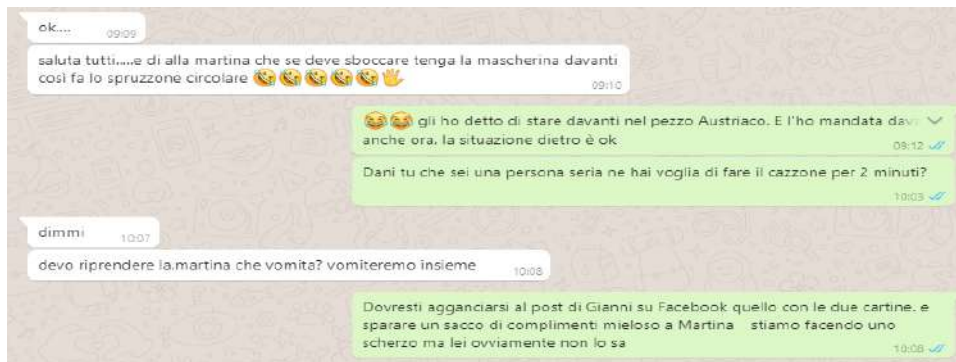 ok....
09:09
saluta tutti.....e di alla martina che se deve sboccare tenga la mascherina davanti
così fa lo spruzzone circolare 🤣🤣🤣🤣🤣🖐
09:10
😂😂 gli ho detto di stare davanti nel pezzo Austriaco. E l'ho mandata
anche ora. la situazione dietro è ok
09:12
Dani tu che sei una persona seria ne hai voglia di fare il cazzone per 2 minuti?
10:03
dimmi
10:07
devo riprendere la.martina che vomita? vomiteremo insieme
10:08
Dovresti agganciarsi al post di Gianni su Facebook quello con le due cartine. e
sparare un sacco di complimenti mieloso a Martina stiamo facendo uno
scherzo ma lei ovviamente non lo sa
10:08